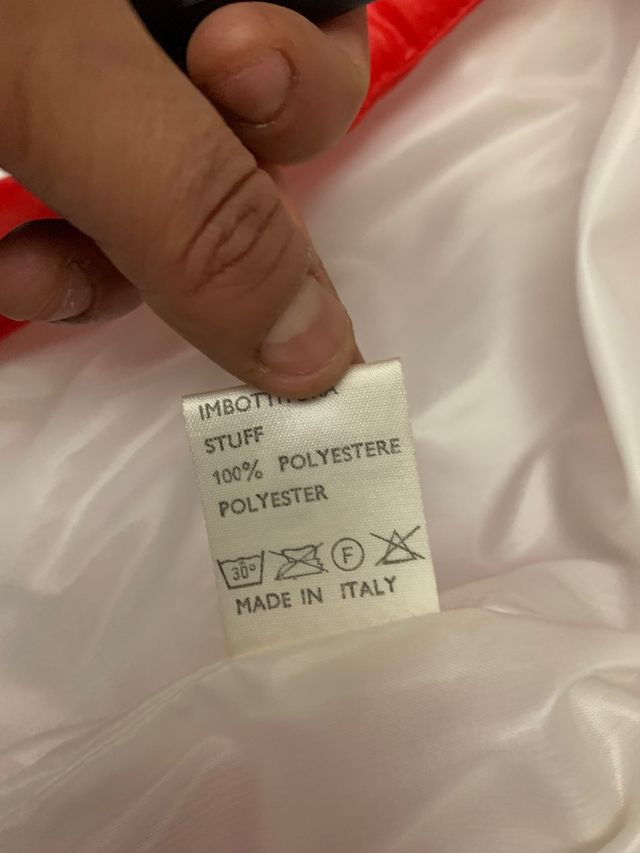 STUFF
100% POLYESTERE
POLYESTER
30° F
MADE IN ITALY